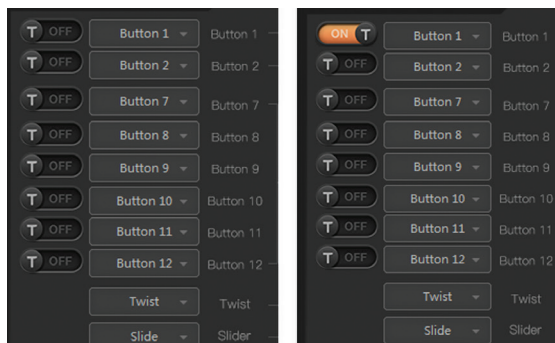 T OFF Button 1 Button 1
T OFF Button 2 Button 2
T OFF Button 7 Button 7
T OFF Button 8 Button 8
T OFF Button 9 Button 9
T OFF Button 10 Button 10
T OFF Button 11 Button 11
T OFF Button 12 Button 12
Twist Twist
Slide Slider
ON T Button 1 Button 1
T OFF Button 2 Button 2
T OFF Button 7 Button 7
T OFF Button 8 Button 8
T OFF Button 9 Button 9
T OFF Button 10 Button 10
T OFF Button 11 Button 11
T OFF Button 12 Button 12
Twist Twist
Slide Slider